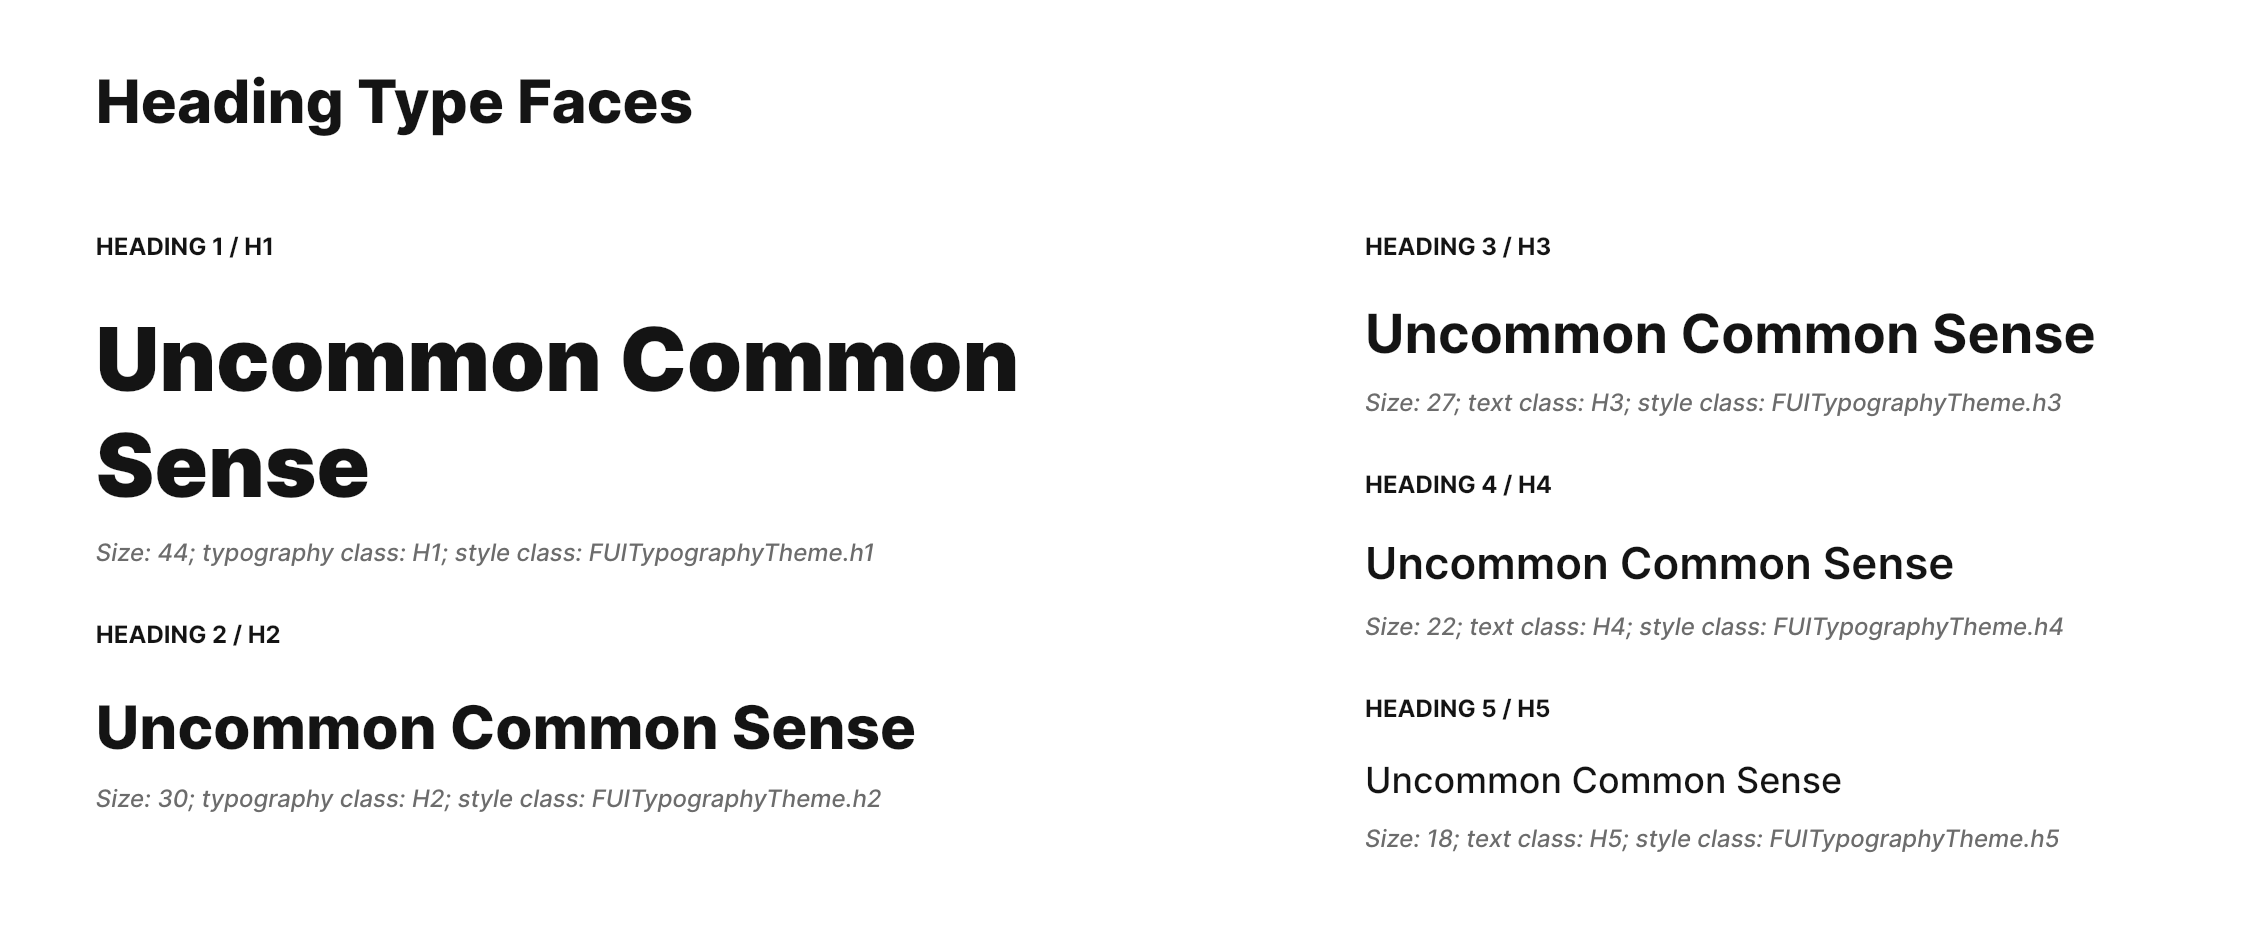 Heading Type Faces
HEADING 1 / H1
Uncommon Common
Sense
Size: 44; typography class: H1; style class: FUITypographyTheme.h1
HEADING 2 / H2
Uncommon Common Sense
Size: 30; typography class: H2; style class: FUITypographyTheme.h2
HEADING 3 / H3
Uncommon Common Sense
Size: 27; text class: H3; style class: FUITypographyTheme.h3
HEADING 4 / H4
Uncommon Common Sense
Size: 22; text class: H4; style class: FUITypographyTheme.h4
HEADING 5 / H5
Uncommon Common Sense
Size: 18; text class: H5; style class: FUITypographyTheme.h5